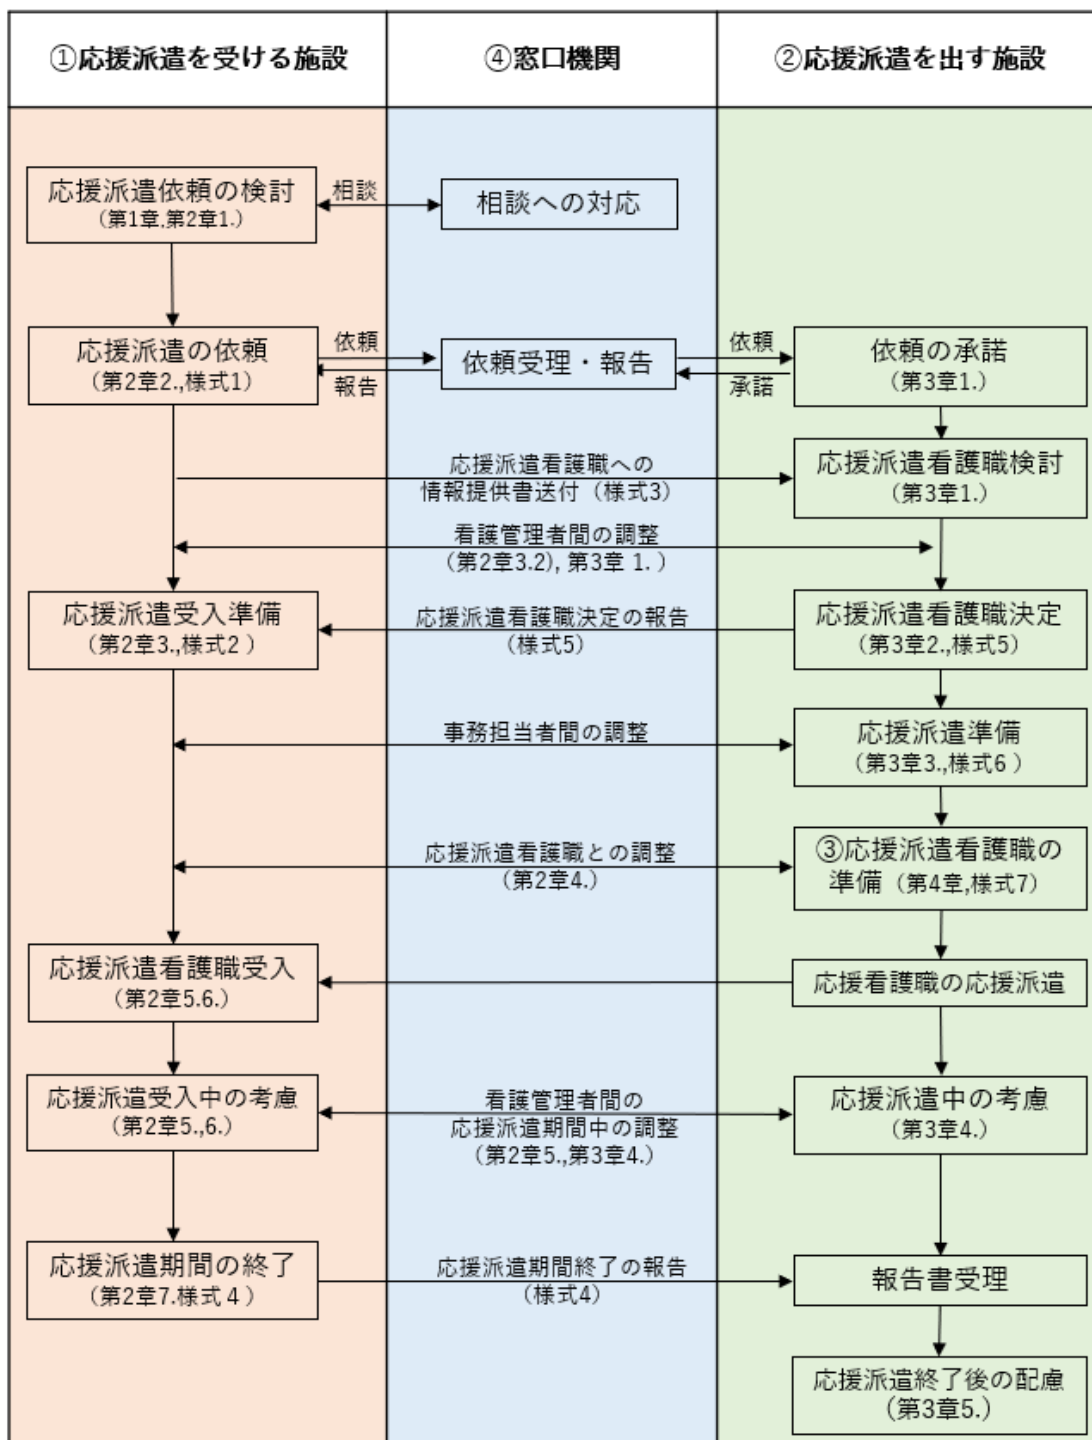 ①応援派遣を受ける施設
④窓口機関
②応援派遣を出す施設
応援派遣依頼の検討
(第1章,第2章1.)
相談
相談への対応
応援派遣の依頼
(第2章2.,様式1)
依頼
報告
依頼受理・報告
依頼
承諾
依頼の承諾
(第3章1.)
応援派遣看護職への
情報提供書送付（様式3）
応援派遣看護職検討
(第3章1.)
看護管理者間の調整
(第2章3.2), 第3章 1. ）
応援派遣受入準備
(第2章3.,様式2 ）
応援派遣看護職決定の報告
(様式5)
応援派遣看護職決定
(第3章2.,様式5)
事務担当者間の調整
応援派遣準備
(第3章3.,様式6 ）
応援派遣看護職との調整
(第2章4.）
③応援派遣看護職の
準備（第4章,様式7）
応援派遣看護職受入
(第2章5.6.）
応援看護職の応援派遣
応援派遣受入中の考慮
(第2章5.,6.）
看護管理者間の
応援派遣期間中の調整
(第2章5.,第3章4.）
応援派遣中の考慮
(第3章4.）
応援派遣期間の終了
(第2章7.様式４）
応援派遣期間終了の報告
(様式4)
報告書受理
応援派遣終了後の配慮
(第3章5.）